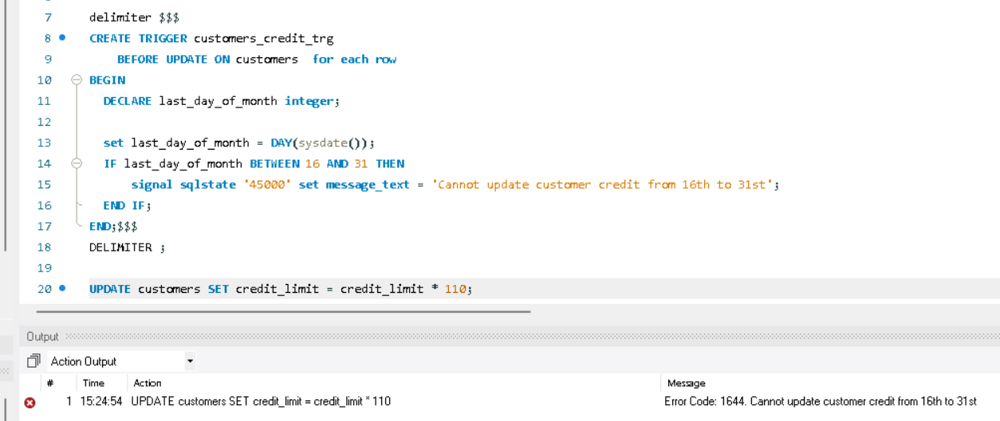 7 delimiter $$$
8 CREATE TRIGGER customers_credit_trg
9 BEFORE UPDATE ON customers for each row
10 BEGIN
11 DECLARE last_day_of_month integer;
12
13 set last_day_of_month = DAY(sysdate());
14 IF last_day_of_month BETWEEN 16 AND 31 THEN
15 signal sqlstate '45000' set message_text = 'Cannot update customer credit from 16th to 31st';
16 END IF;
17 END;$$$
18 DELIMITER ;
19
20 UPDATE customers SET credit_limit = credit_limit * 110;
Output
Action Output
# Time Action Message
1 15:24:54 UPDATE customers SET credit_limit = credit_limit * 110 Error Code: 1644. Cannot update customer credit from 16th to 31st